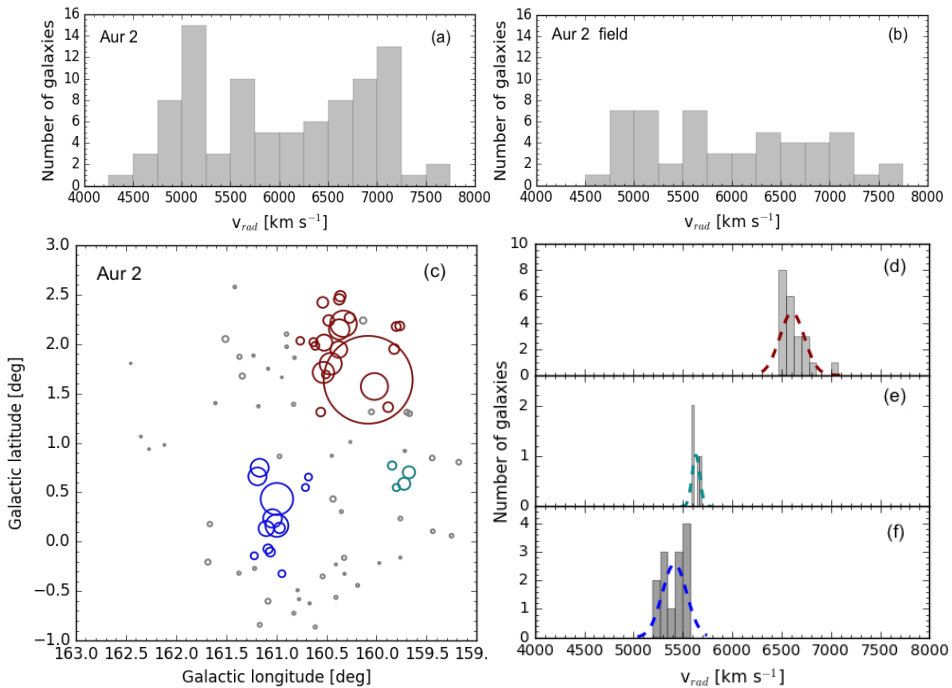 Aur 2
(a)
Number of galaxies
16
14
12
10
8
6
4
2
0
4000 4500 5000 5500 6000 6500 7000 7500 8000
v_rad [km s⁻¹]
Aur 2 field
(b)
Number of galaxies
16
14
12
10
8
6
4
2
0
4000 4500 5000 5500 6000 6500 7000 7500 8000
v_rad [km s⁻¹]
Aur 2
(c)
Galactic latitude [deg]
3.0
2.5
2.0
1.5
1.0
0.5
0.0
−0.5
−1.0
163.0 162.5 162.0 161.5 161.0 160.5 160.0 159.5 159.
Galactic longitude [deg]
Number of galaxies
(d)
10
8
6
4
2
0
(e)
2
1
0
(f)
4
3
2
1
0
4000 5000 6000 7000 8000
v_rad [km s⁻¹]